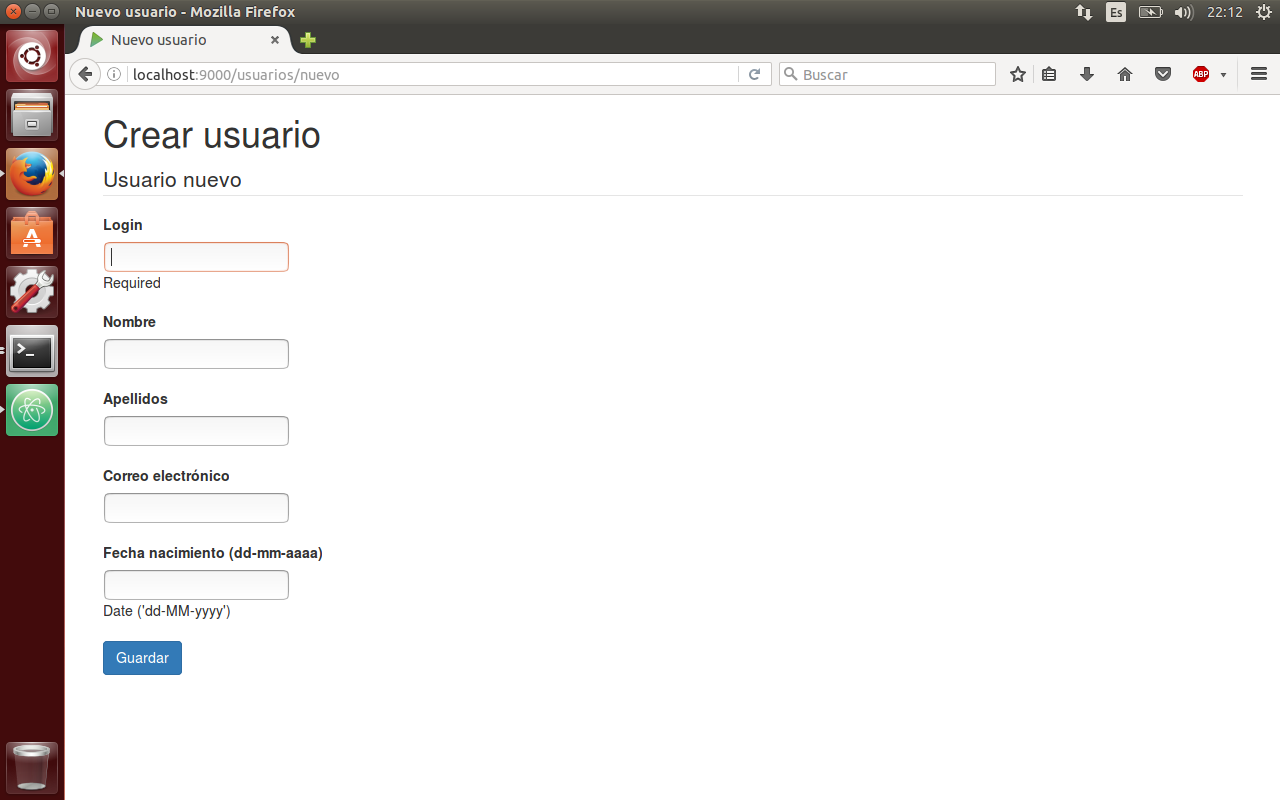 Nuevo usuario - Mozilla Firefox
Es
22:12
Nuevo usuario
localhost:9000/usuarios/nuevo
Buscar
ABP
Crear usuario
Usuario nuevo
Login
Required
Nombre
Apellidos
Correo electrónico
Fecha nacimiento (dd-mm-aaaa)
Date ('dd-MM-yyyy')
Guardar